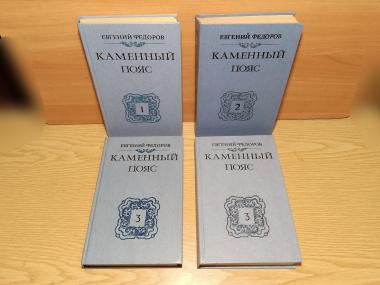 ЕВГЕНИЙ ФЕДОРОВ
КАМЕННЫЙ
ПОЯС
1
ЕВГЕНИЙ ФЕДОРОВ
КАМЕННЫЙ
ПОЯС
2
ЕВГЕНИЙ ФЕДОРОВ
КАМЕННЫЙ
ПОЯС
3
ЕВГЕНИЙ ФЕДОРОВ
КАМЕННЫЙ
ПОЯС
3